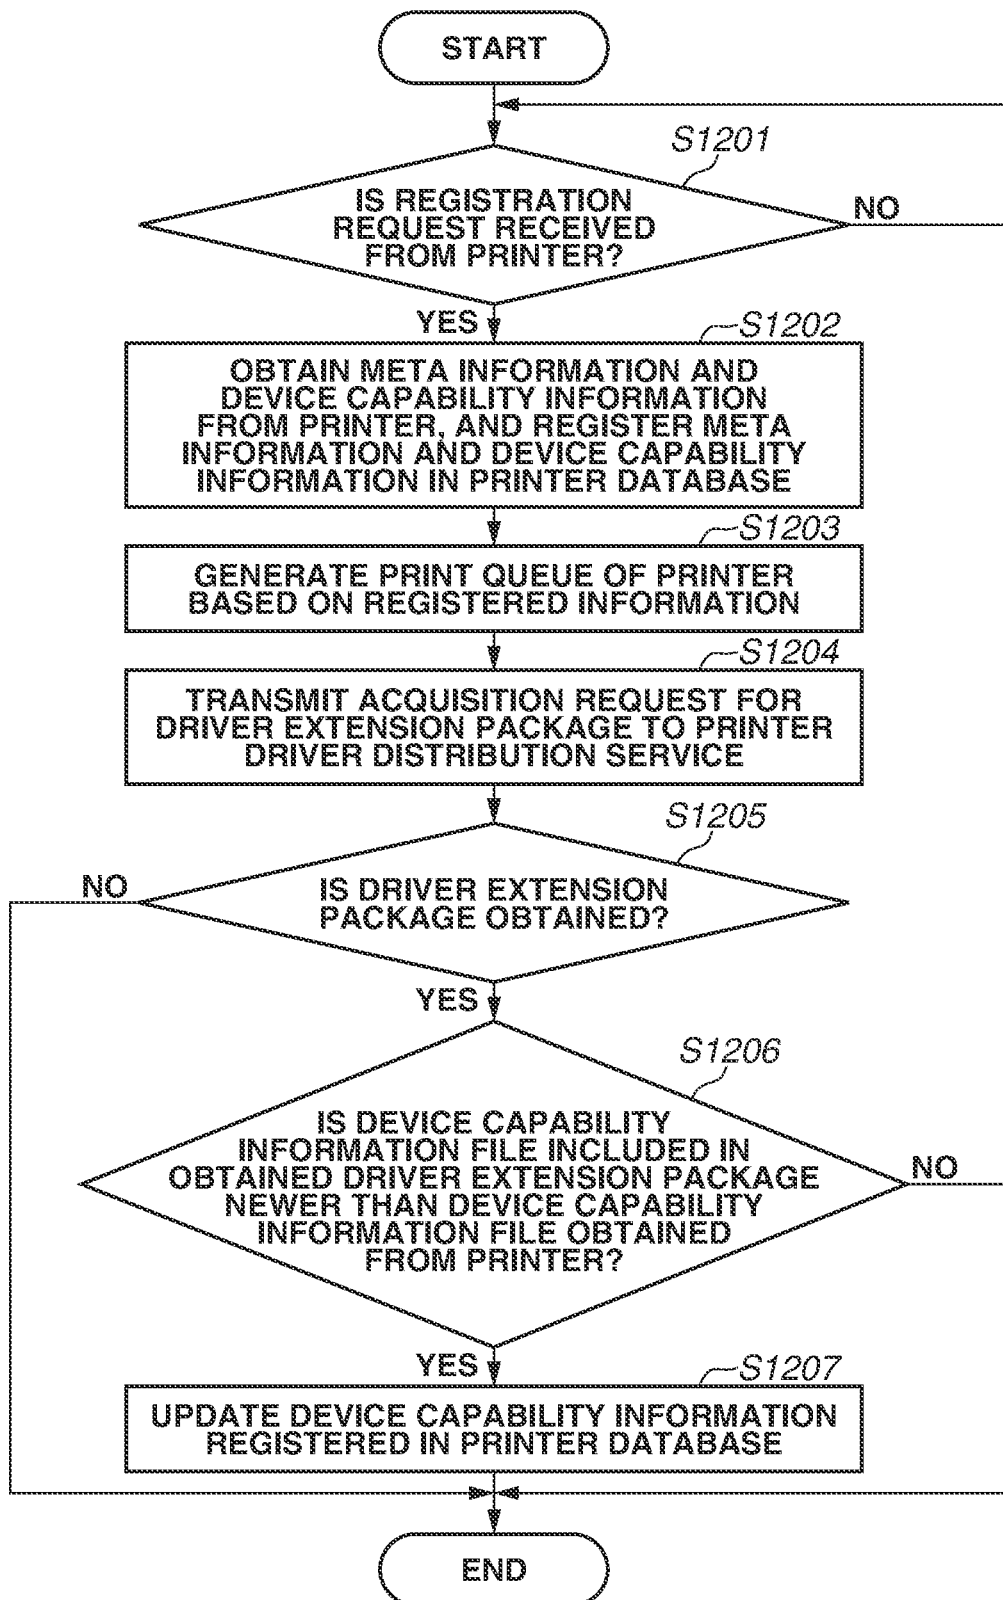 START
S1201
IS REGISTRATION
REQUEST RECEIVED
FROM PRINTER?
NO
YES
S1202
OBTAIN META INFORMATION AND
DEVICE CAPABILITY INFORMATION
FROM PRINTER, AND REGISTER META
INFORMATION AND DEVICE CAPABILITY
INFORMATION IN PRINTER DATABASE
S1203
GENERATE PRINT QUEUE OF PRINTER
BASED ON REGISTERED INFORMATION
S1204
TRANSMIT ACQUISITION REQUEST FOR
DRIVER EXTENSION PACKAGE TO PRINTER
DRIVER DISTRIBUTION SERVICE
S1205
NO
IS DRIVER EXTENSION
PACKAGE OBTAINED?
YES
S1206
IS DEVICE CAPABILITY
INFORMATION FILE INCLUDED IN
OBTAINED DRIVER EXTENSION PACKAGE
NEWER THAN DEVICE CAPABILITY
INFORMATION FILE OBTAINED
FROM PRINTER?
NO
YES
S1207
UPDATE DEVICE CAPABILITY INFORMATION
REGISTERED IN PRINTER DATABASE
END